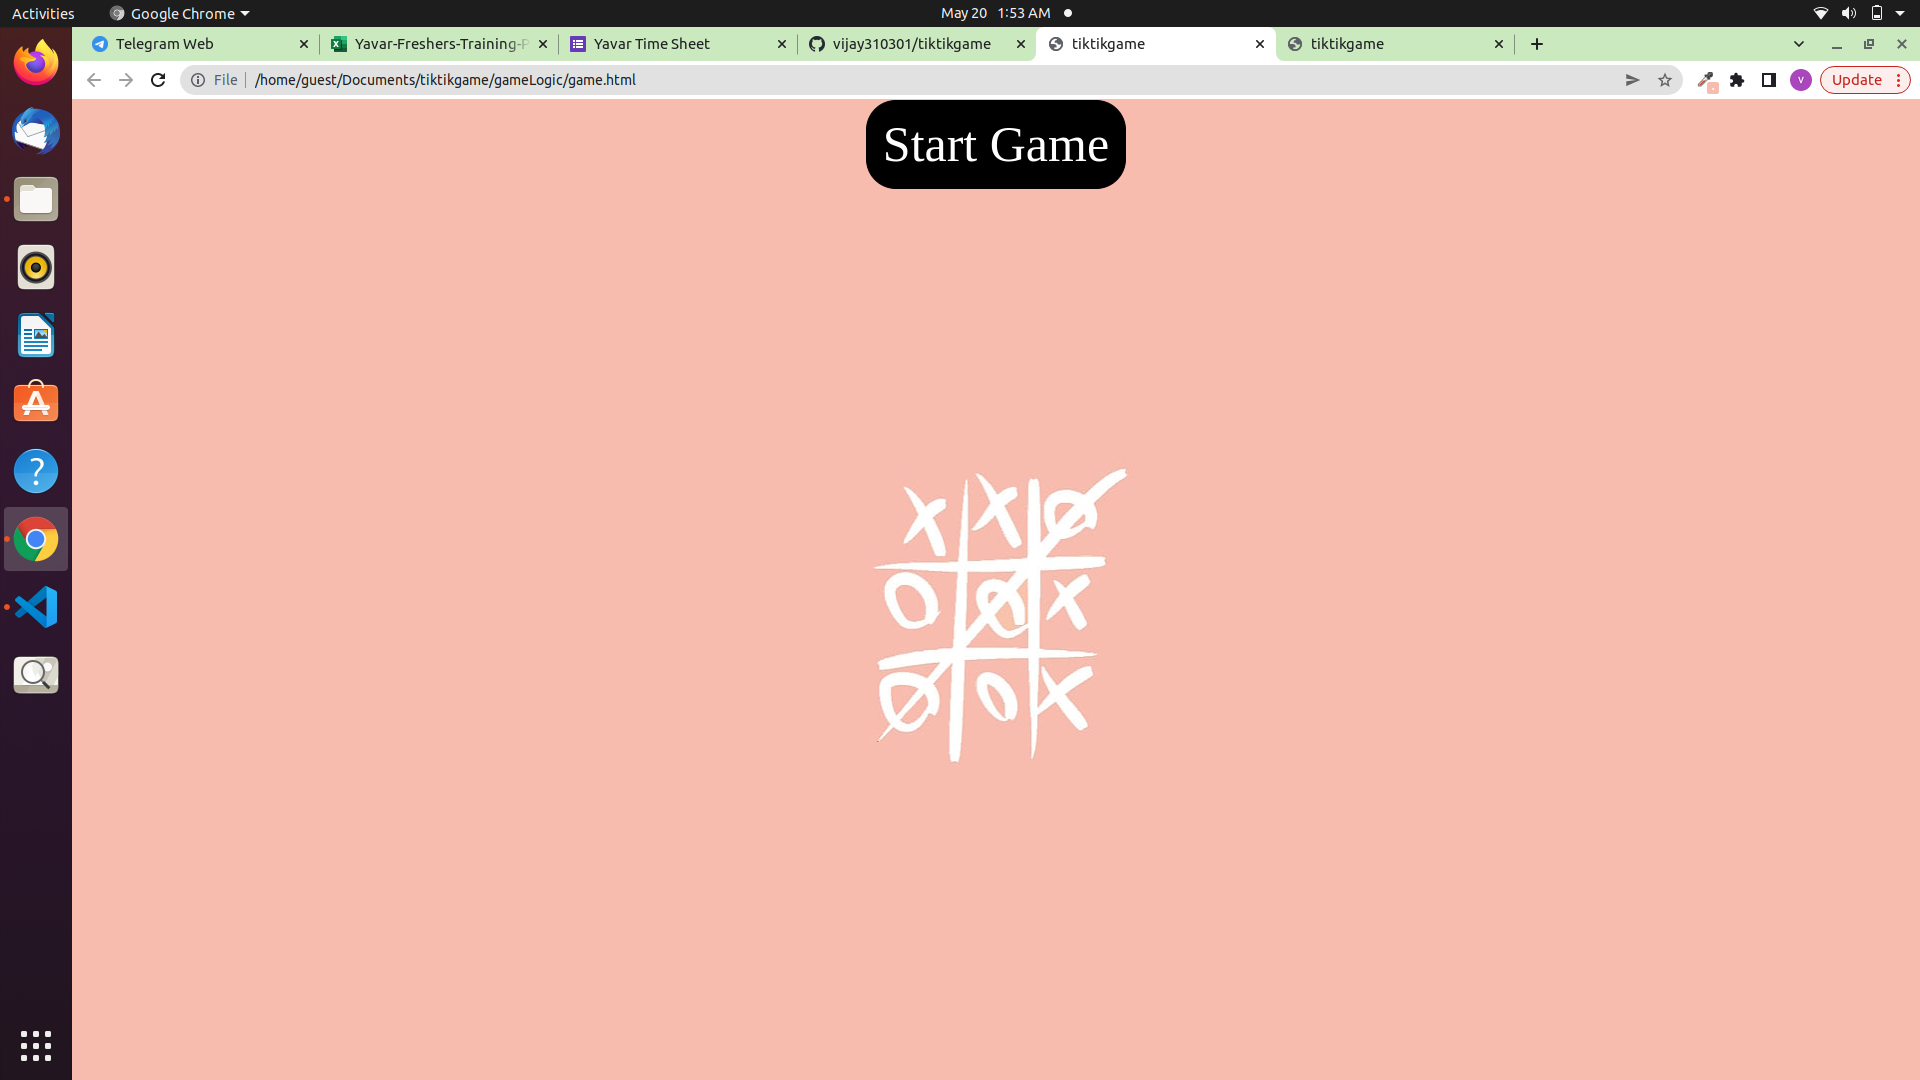 Activities
Google Chrome
May 20 1:53 AM
Telegram Web
Yavar-Freshers-Training-P
Yavar Time Sheet
vijay310301/tiktikgame
tiktikgame
tiktikgame
File
/home/guest/Documents/tiktikgame/gameLogic/game.html
V
Update
Start Game
X X O
O O X
O O X